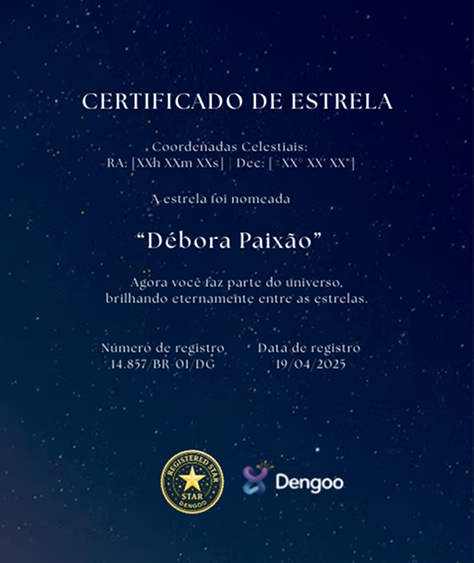 CERTIFICADO DE ESTRELA
Coordenadas Celestiais:
RA: [XXh XXm XXs] | Dec: [±XX° XX' XX"]
A estrela foi nomeada
“Débora Paixão”
Agora você faz parte do universo,
brilhando eternamente entre as estrelas.
Número de registro
14.857/BR-01/DG
Data de registro
19/04/2025
REGISTERED STAR
STAR
DENGOO
Dengoo